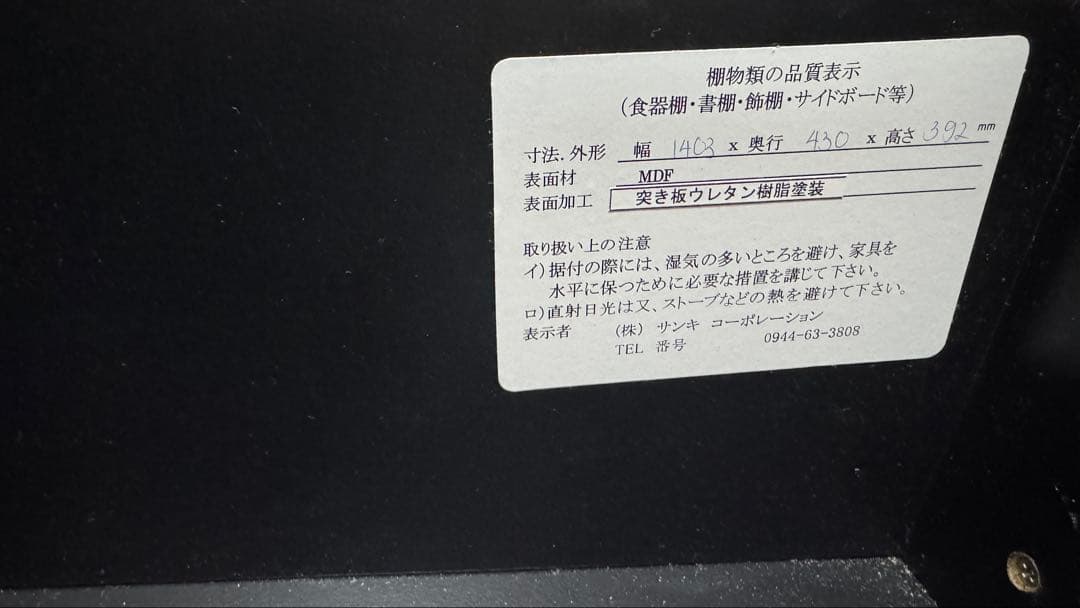 棚物類の品質表示
(食器棚・書棚・飾棚・サイドボード等)
寸法.外形 幅 1403 x 奥行 430 x 高さ 392 mm
表面材 MDF
表面加工 突き板ウレタン樹脂塗装
取り扱い上の注意
イ)据付の際には、湿気の多いところを避け、家具を
水平に保つために必要な措置を講じて下さい。
ロ)直射日光は又、ストーブなどの熱を避けて下さい。
表示者 (株) サンキ コーポレーション
TEL 番号 0944-63-3808